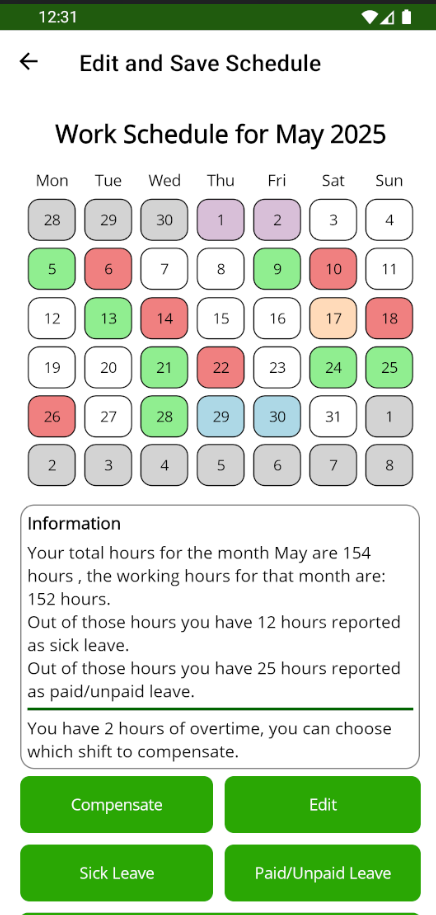 12:31
Edit and Save Schedule
Work Schedule for May 2025
Mon Tue Wed Thu Fri Sat Sun
28 29 30 1 2 3 4
5 6 7 8 9 10 11
12 13 14 15 16 17 18
19 20 21 22 23 24 25
26 27 28 29 30 31 1
2 3 4 5 6 7 8
Information
Your total hours for the month May are 154
hours , the working hours for that month are:
152 hours.
Out of those hours you have 12 hours reported
as sick leave.
Out of those hours you have 25 hours reported
as paid/unpaid leave.
You have 2 hours of overtime, you can choose
which shift to compensate.
Compensate Edit
Sick Leave Paid/Unpaid Leave